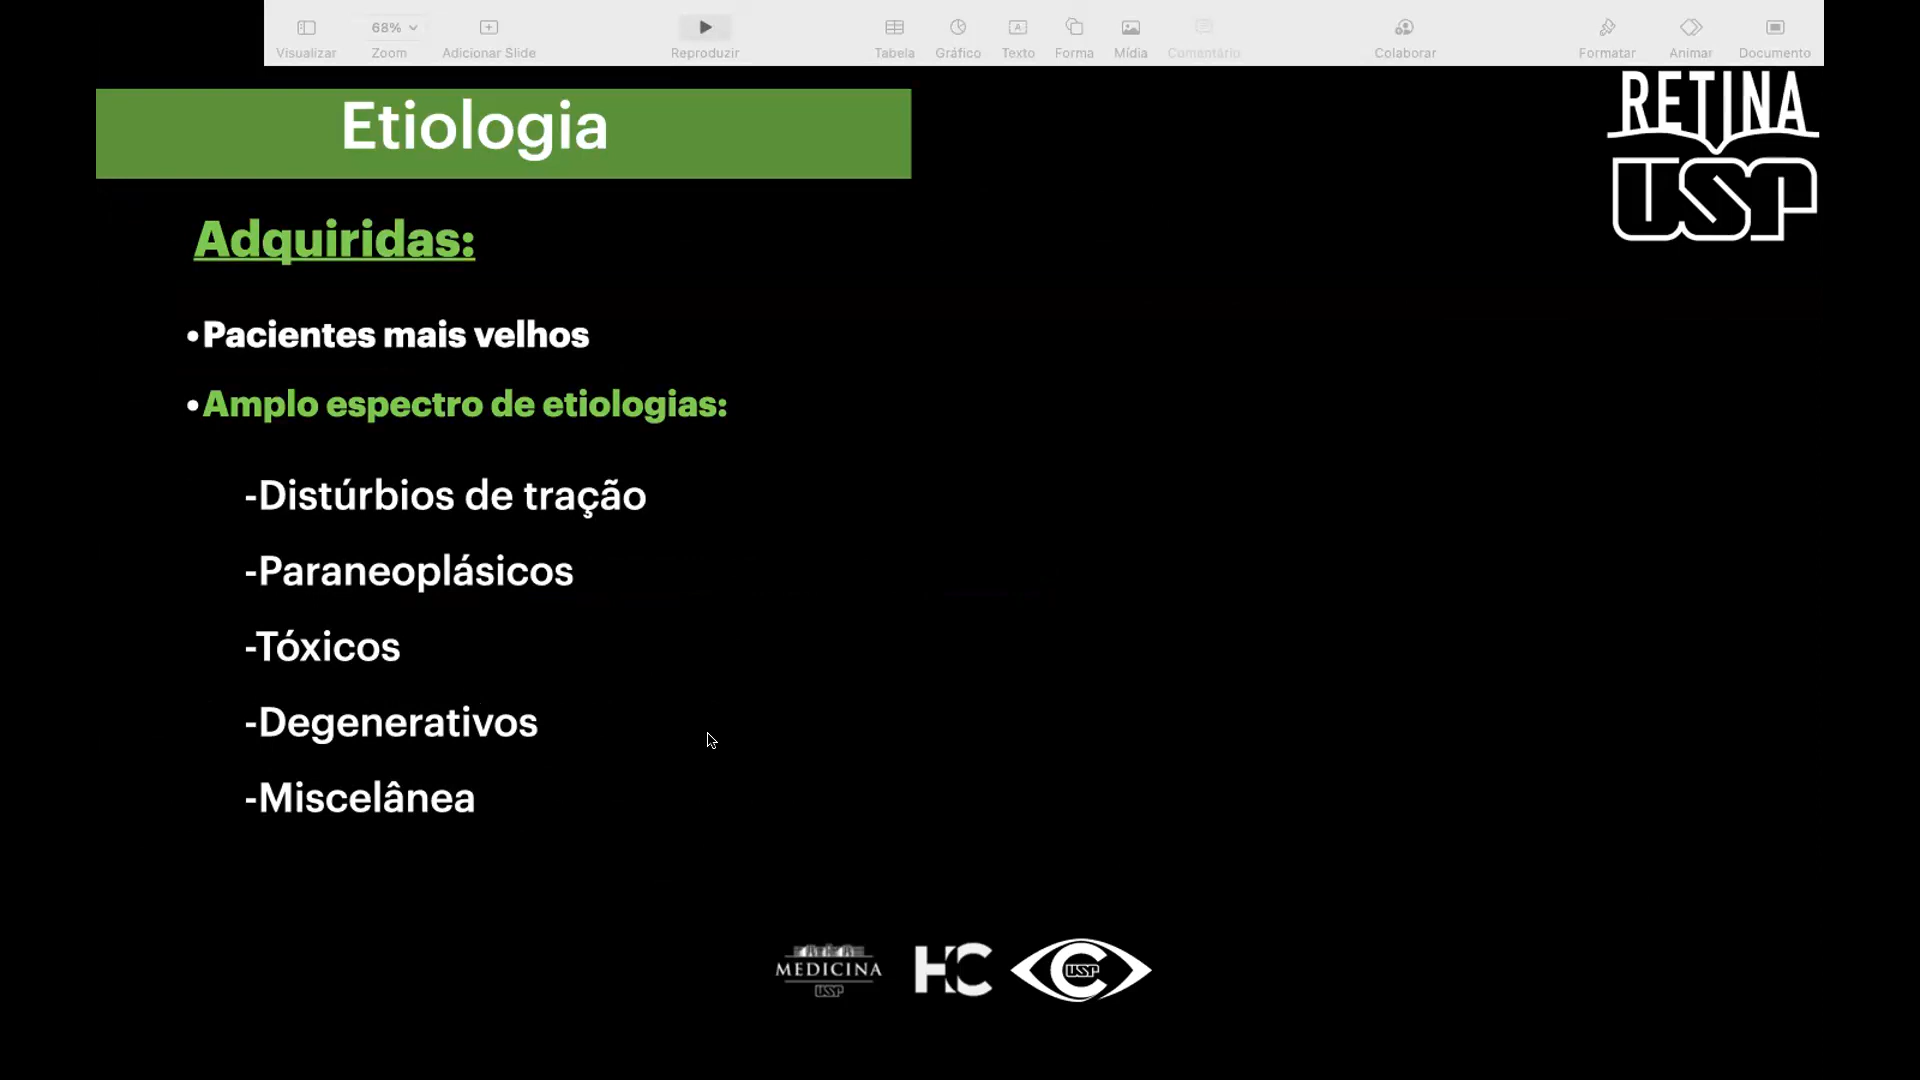 68%
Visualizar Zoom Adicionar Slide Reproduzir Tabela Gráfico Texto Forma Mídia Comentário Colaborar Formatar Animar Documento
RETINA
USP
Etiologia
Adquiridas:
•Pacientes mais velhos
•Amplo espectro de etiologias:
-Distúrbios de tração
-Paraneoplásicos
-Tóxicos
-Degenerativos
-Miscelânea
MEDICINA
USP
HC
C
USP